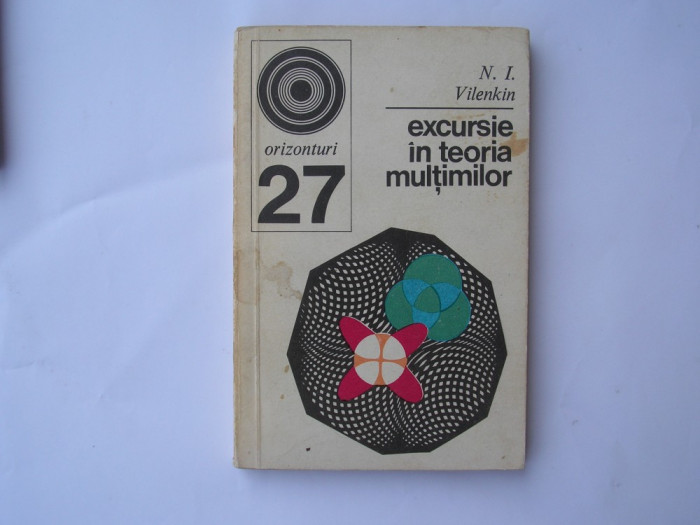 orizonturi
27
N. I.
Vilenkin
excursie
în teoria
mulțimilor